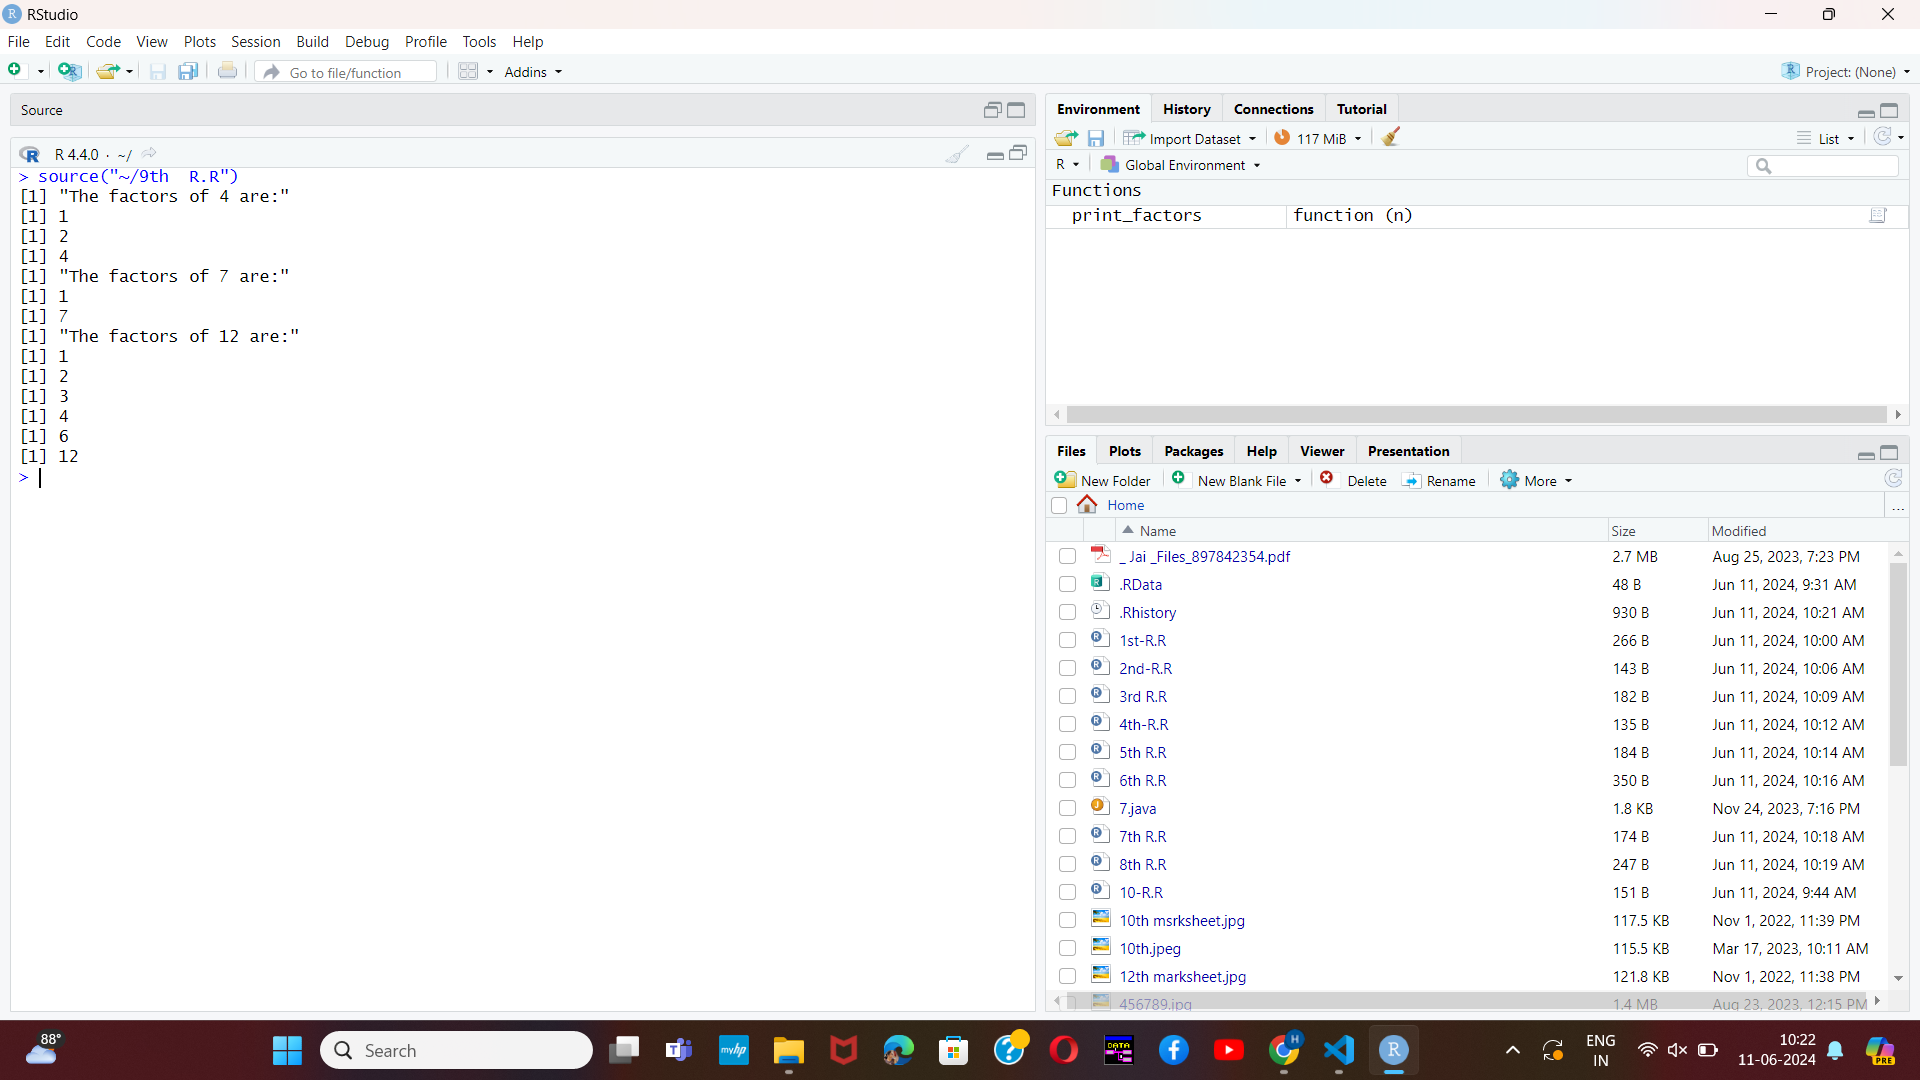 RStudio
File Edit Code View Plots Session Build Debug Profile Tools Help
Go to file/function Addins Project: (None)
Source
R 4.4.0 · ~/
> source("~/9th  R.R")
[1] "The factors of 4 are:"
[1] 1
[1] 2
[1] 4
[1] "The factors of 7 are:"
[1] 1
[1] 7
[1] "The factors of 12 are:"
[1] 1
[1] 2
[1] 3
[1] 4
[1] 6
[1] 12
>
Environment History Connections Tutorial
Import Dataset 117 MiB List
R Global Environment
Functions
print_factors function (n)
Files Plots Packages Help Viewer Presentation
New Folder New Blank File Delete Rename More
Home ...
Name Size Modified
_ Jai _Files_897842354.pdf 2.7 MB Aug 25, 2023, 7:23 PM
.RData 48 B Jun 11, 2024, 9:31 AM
.Rhistory 930 B Jun 11, 2024, 10:21 AM
1st-R.R 266 B Jun 11, 2024, 10:00 AM
2nd-R.R 143 B Jun 11, 2024, 10:06 AM
3rd R.R 182 B Jun 11, 2024, 10:09 AM
4th-R.R 135 B Jun 11, 2024, 10:12 AM
5th R.R 184 B Jun 11, 2024, 10:14 AM
6th R.R 350 B Jun 11, 2024, 10:16 AM
7.java 1.8 KB Nov 24, 2023, 7:16 PM
7th R.R 174 B Jun 11, 2024, 10:18 AM
8th R.R 247 B Jun 11, 2024, 10:19 AM
10-R.R 151 B Jun 11, 2024, 9:44 AM
10th msrksheet.jpg 117.5 KB Nov 1, 2022, 11:39 PM
10th.jpeg 115.5 KB Mar 17, 2023, 10:11 AM
12th marksheet.jpg 121.8 KB Nov 1, 2022, 11:38 PM
456789.jpg 1.4 MB Aug 23, 2023, 12:15 PM
88°
Search
myhp
DATA
H
R
ENG
IN
10:22
11-06-2024
PRE